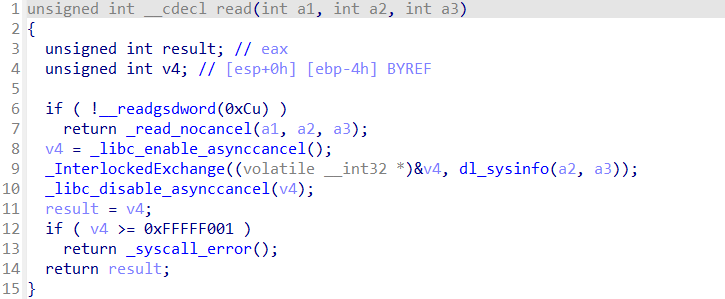 1 unsigned int __cdecl read(int a1, int a2, int a3)
2 {
3   unsigned int result; // eax
4   unsigned int v4; // [esp+0h] [ebp-4h] BYREF
5
6   if ( !__readgsdword(0xCu) )
7     return _read_nocancel(a1, a2, a3);
8   v4 = _libc_enable_asynccancel();
9   _InterlockedExchange((volatile __int32 *)&v4, dl_sysinfo(a2, a3));
10   _libc_disable_asynccancel(v4);
11   result = v4;
12   if ( v4 >= 0xFFFFF001 )
13     return _syscall_error();
14   return result;
15 }